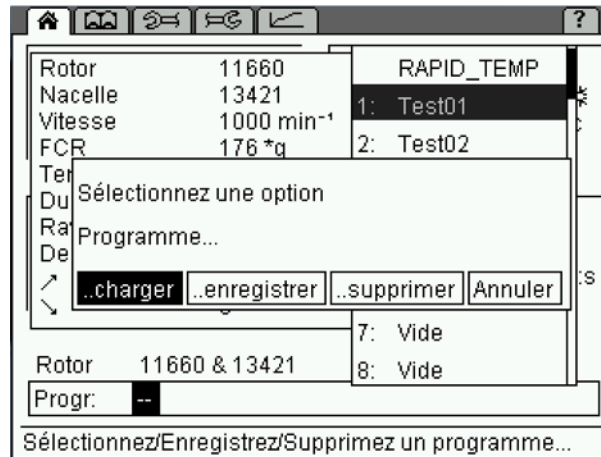 ?
Rotor 11660
Nacelle 13421
Vitesse 1000 min⁻¹
FCR 176 *g
RAPID_TEMP
1: Test01
2: Test02
Sélectionnez une option
Programme...
..charger ..enregistrer ..supprimer Annuler
7: Vide
8: Vide
Rotor 11660 & 13421
Progr: --
Sélectionnez/Enregistrez/Supprimez un programme...